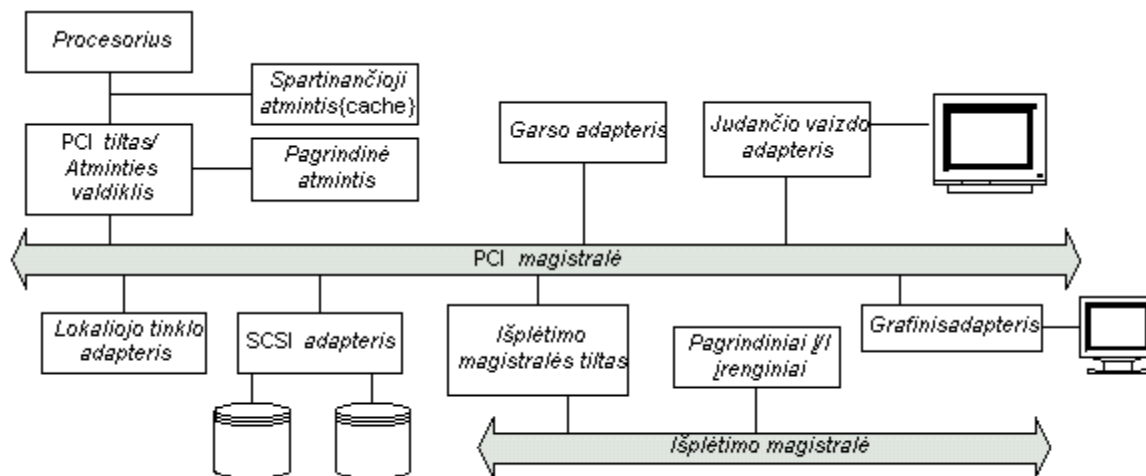 Procesorius
Spartinančioji
atmintis{cache}
PCI tiltas/
Atminties
valdiklis
Pagrindinė
atmintis
Garso adapteris
Judančio vaizdo
adapteris
PCI magistralė
Lokaliojo tinklo
adapteris
SCSI adapteris
Išplėtimo
magistralės tiltas
Pagrindiniai Į/I
įrenginiai
Grafinisadapteris
Išplėtimo magistralė